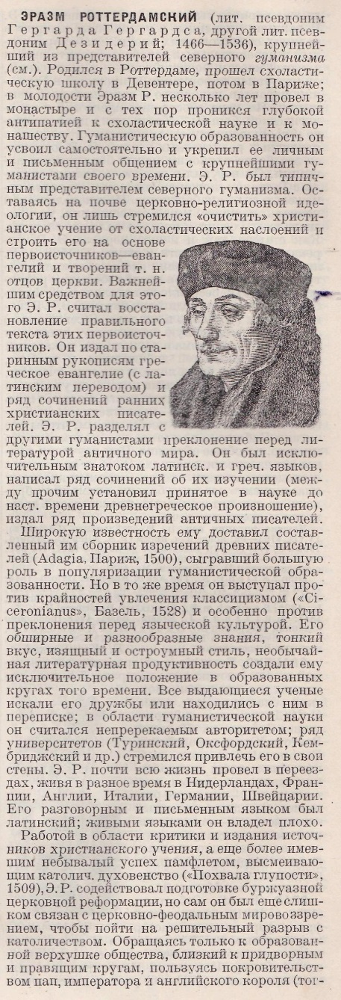 ЭРАЗМ РОТТЕРДАМСКИЙ (лит. псевдоним
Гергарда Гергардса, другой лит. псев-
доним Дезидерий; 1466—1536), крупней-
ший из представителей северного гуманизма
(см.). Родился в Роттердаме, прошел схоласти-
ческую школу в Девентере, потом в Париже;
в молодости Эразм Р. несколько лет провел в
монастыре и с тех пор проникся глубокой
антипатией к схоластической науке и к мо-
нашеству. Гуманистическую образованность он
усвоил самостоятельно и укрепил ее личным
и письменным общением с крупнейшими гу-
манистами своего времени. Э. Р. был типич-
ным представителем северного гуманизма. Ос-
таваясь на почве церковно-религиозной иде-
ологии, он лишь стремился «очистить» христи-
анское учение от схоластических наслоений и
строить его на основе
первоисточников—еван-
гелий и творений т. н.
отцов церкви. Важней-
шим средством для это-
го Э. Р. считал восста-
новление правильного
текста этих первоисточ-
ников. Он издал по ста-
ринным рукописям гре-
ческое евангелие (с ла-
тинским переводом) и
ряд сочинений ранних
христианских писате-
лей. Э. Р. разделял с
другими гуманистами преклонение перед ли-
тературой античного мира. Он был исклю-
чительным знатоком латинск. и греч. языков,
написал ряд сочинений об их изучении (меж-
ду прочим установил принятое в науке до
наст. времени древнегреческое произношение),
издал ряд произведений античных писателей.
Широкую известность ему доставил состав-
ленный им сборник изречений древних писате-
лей (Adagia, Париж, 1500), сыгравший большую
роль в популяризации гуманистической обра-
зованности. Но в то же время он выступал про-
тив крайностей увлечения классицизмом («Ci-
ceronianus», Базель, 1528) и особенно против
преклонения перед языческой культурой. Его
обширные и разнообразные знания, тонкий
вкус, изящный и остроумный стиль, необычай-
ная литературная продуктивность создали ему
исключительное положение в образованных
кругах того времени. Все выдающиеся ученые
искали его дружбы или находились с ним в
переписке; в области гуманистической науки
он считался непререкаемым авторитетом; ряд
университетов (Туринский, Оксфордский, Кем-
бриджский и др.) стремился привлечь его в свои
стены. Э. Р. почти всю жизнь провел в переез-
дах, живя в разное время в Нидерландах, Фран-
ции, Англии, Италии, Германии, Швейцарии.
Его разговорным и письменным языком был
латинский; живыми языками он владел плохо.
Работой в области критики и издания источ-
ников христианского учения, а еще более имев-
шим небывалый успех памфлетом, высмеиваю-
щим католич. духовенство («Похвала глупости»,
1509), Э. Р. содействовал подготовке буржуазной
церковной реформации, но сам он был еще слиш-
ком связан с церковно-феодальным мировоззре-
нием, чтобы пойти на решительный разрыв с
католичеством. Обращаясь только к образован-
ной верхушке общества, близкий к придворным
и правящим кругам, пользуясь покровительст-
вом пап, императора и английского короля (тог-